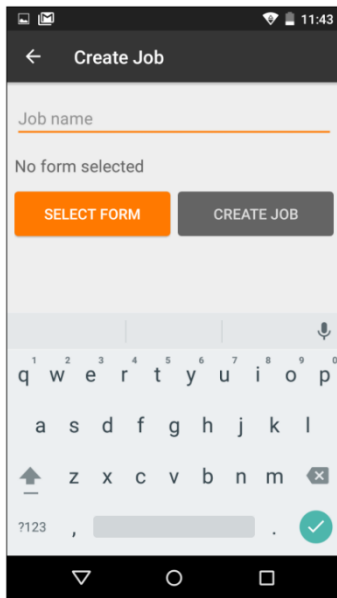 11:43
Create Job
Job name
No form selected
SELECT FORM CREATE JOB
1 2 3 4 5 6 7 8 9 0
q w e r t y u i o p
a s d f g h j k l
z x c v b n m
?123 , .